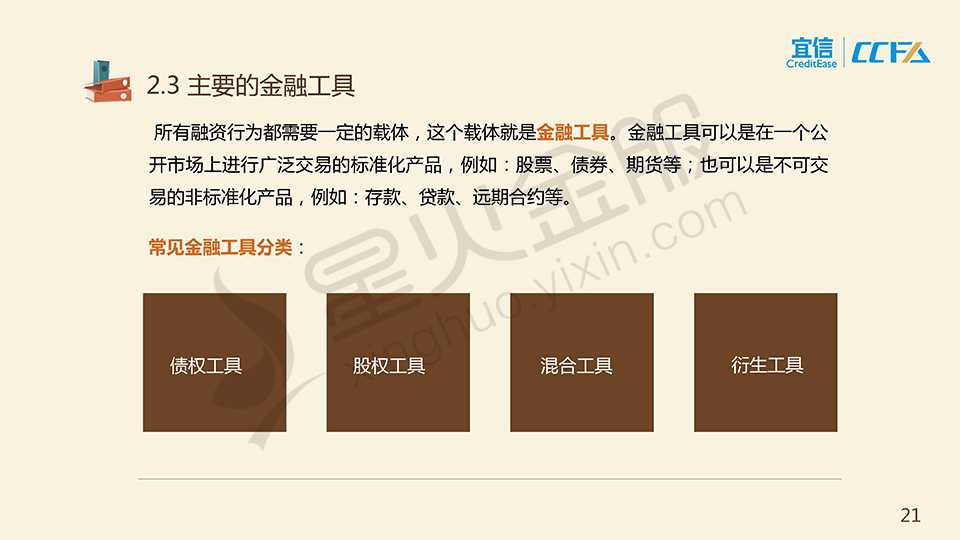 宜信
CreditEase
CCFA
2.3 主要的金融工具
所有融资行为都需要一定的载体，这个载体就是金融工具。金融工具可以是在一个公
开市场上进行广泛交易的标准化产品，例如：股票、债券、期货等；也可以是不可交
易的非标准化产品，例如：存款、贷款、远期合约等。
常见金融工具分类：
星火金服
xinghuo.yixin.com
债权工具
股权工具
混合工具
衍生工具
21